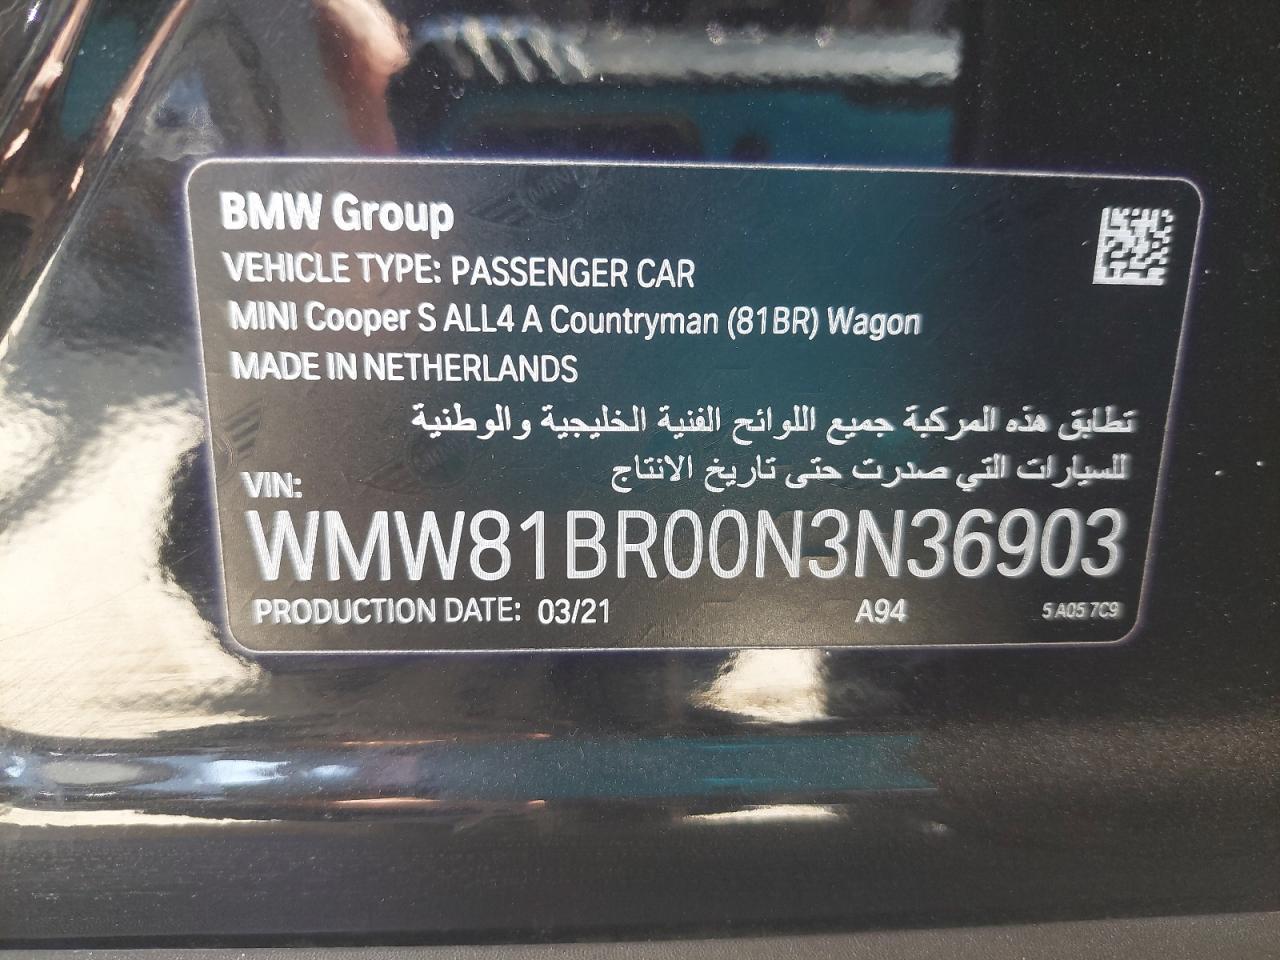 BMW Group
VEHICLE TYPE: PASSENGER CAR
MINI Cooper S ALL4 A Countryman (81BR) Wagon
MADE IN NETHERLANDS
تطابق هذه المركبة جميع اللوائح الفنية الخليجية والوطنية
للسيارات التي صدرت حتى تاريخ الانتاج
VIN:
WMW81BR00N3N36903
PRODUCTION DATE: 03/21 A94 5 A05 7C9